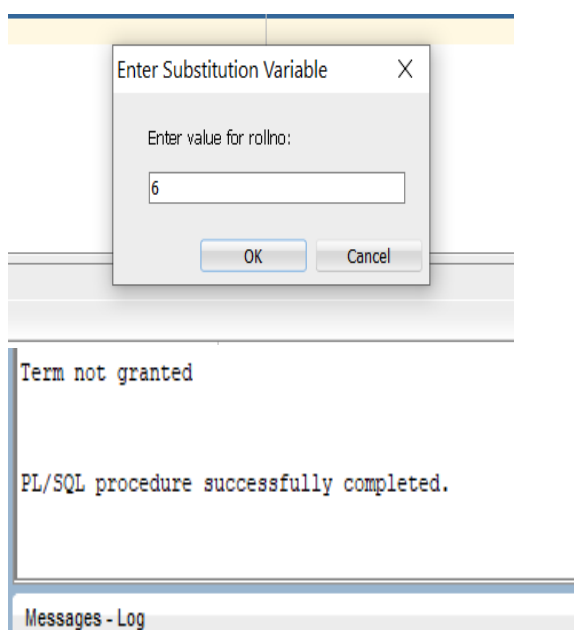 Enter Substitution Variable
Enter value for rollno:
6
OK Cancel
Term not granted
PL/SQL procedure successfully completed.
Messages - Log